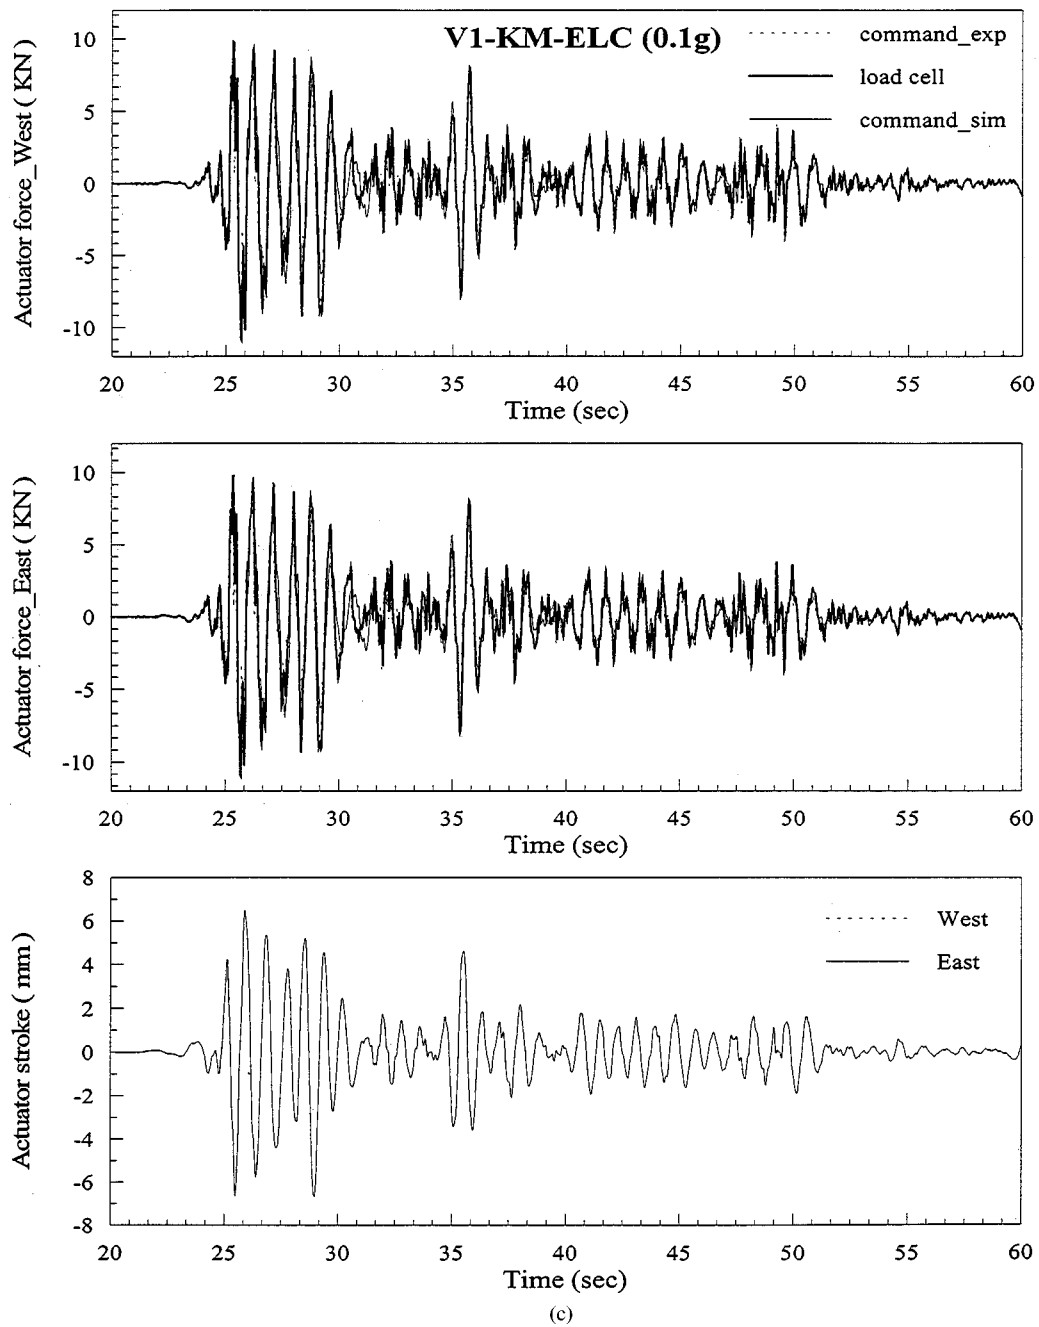 V1-KM-ELC (0.1g)
command_exp
load cell
command_sim
Actuator force_West ( KN )
10
5
0
-5
-10
20 25 30 35 40 45 50 55 60
Time (sec)
Actuator force_East ( KN )
10
5
0
-5
-10
20 25 30 35 40 45 50 55 60
Time (sec)
Actuator stroke ( mm )
8
6
4
2
0
-2
-4
-6
-8
West
East
20 25 30 35 40 45 50 55 60
Time (sec)
(c)